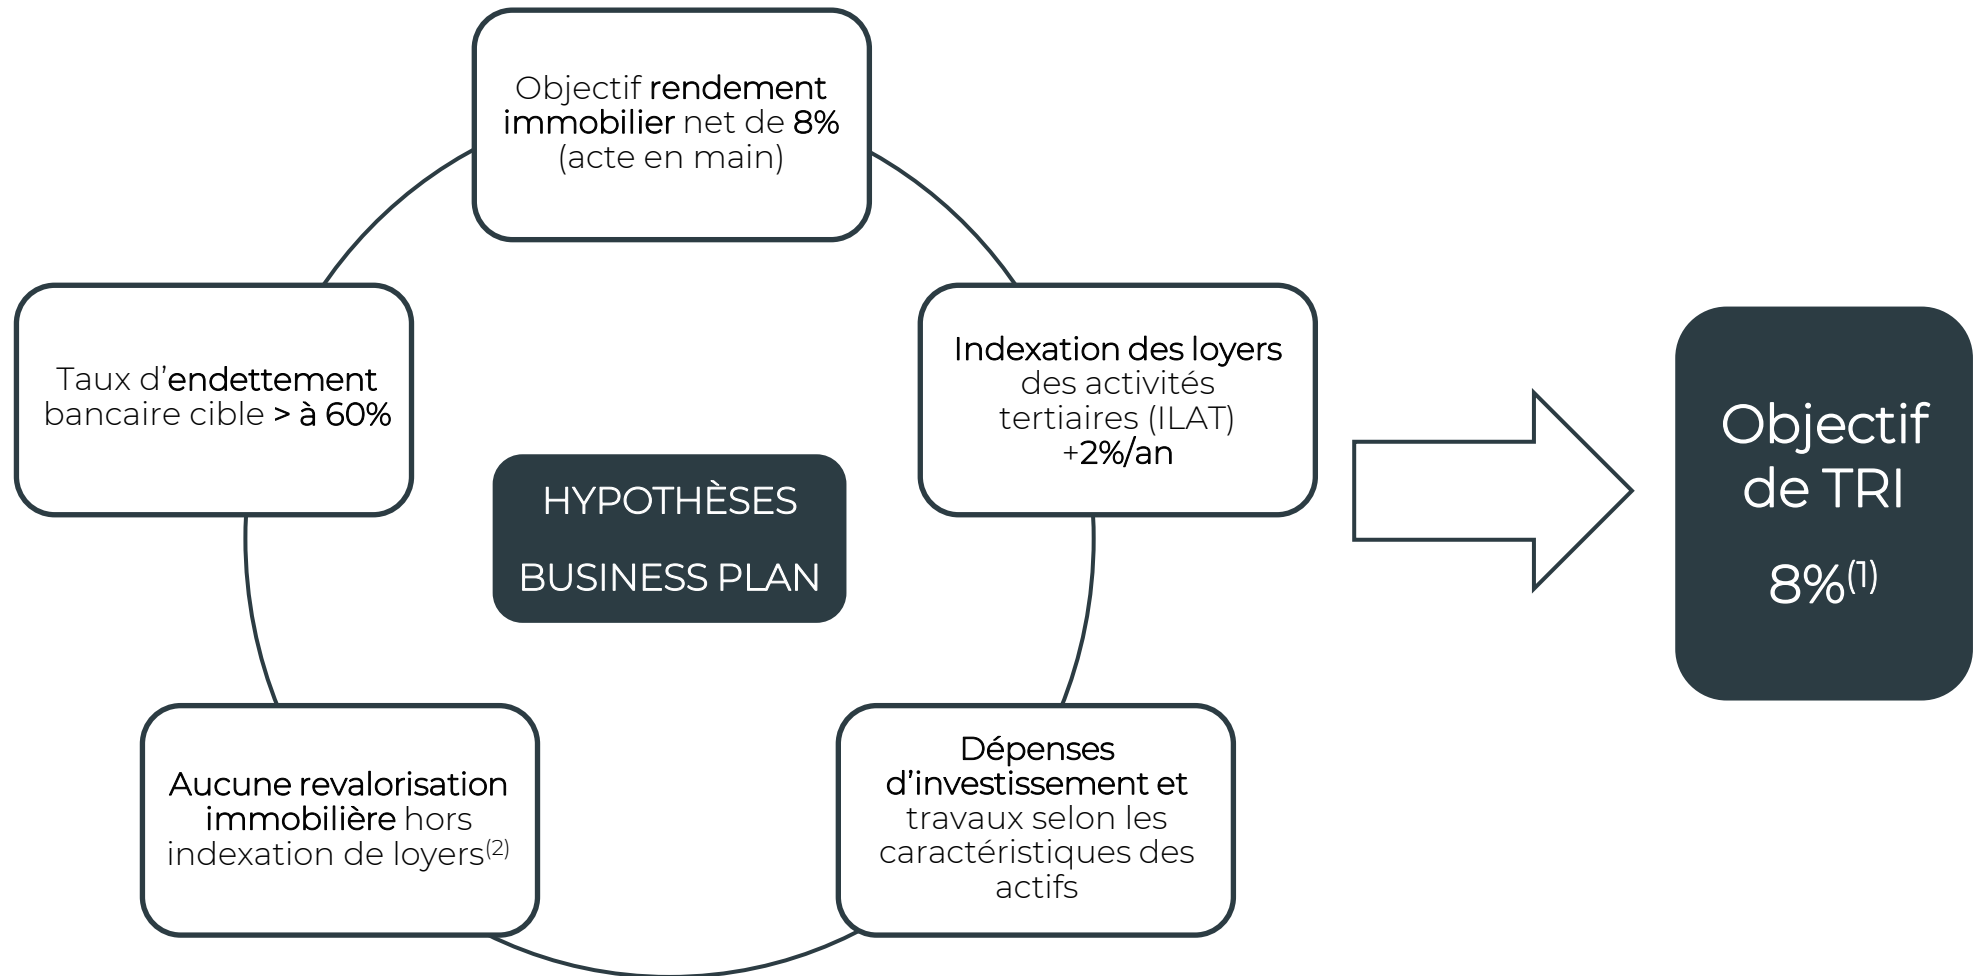 Objectif rendement
immobilier net de 8%
(acte en main)
Taux d’endettement
bancaire cible > à 60%
Indexation des loyers
des activités
tertiaires (ILAT)
+2%/an
HYPOTHÈSES
BUSINESS PLAN
Objectif
de TRI
8%(1)
Aucune revalorisation
immobilière hors
indexation de loyers(2)
Dépenses
d’investissement et
travaux selon les
caractéristiques des
actifs